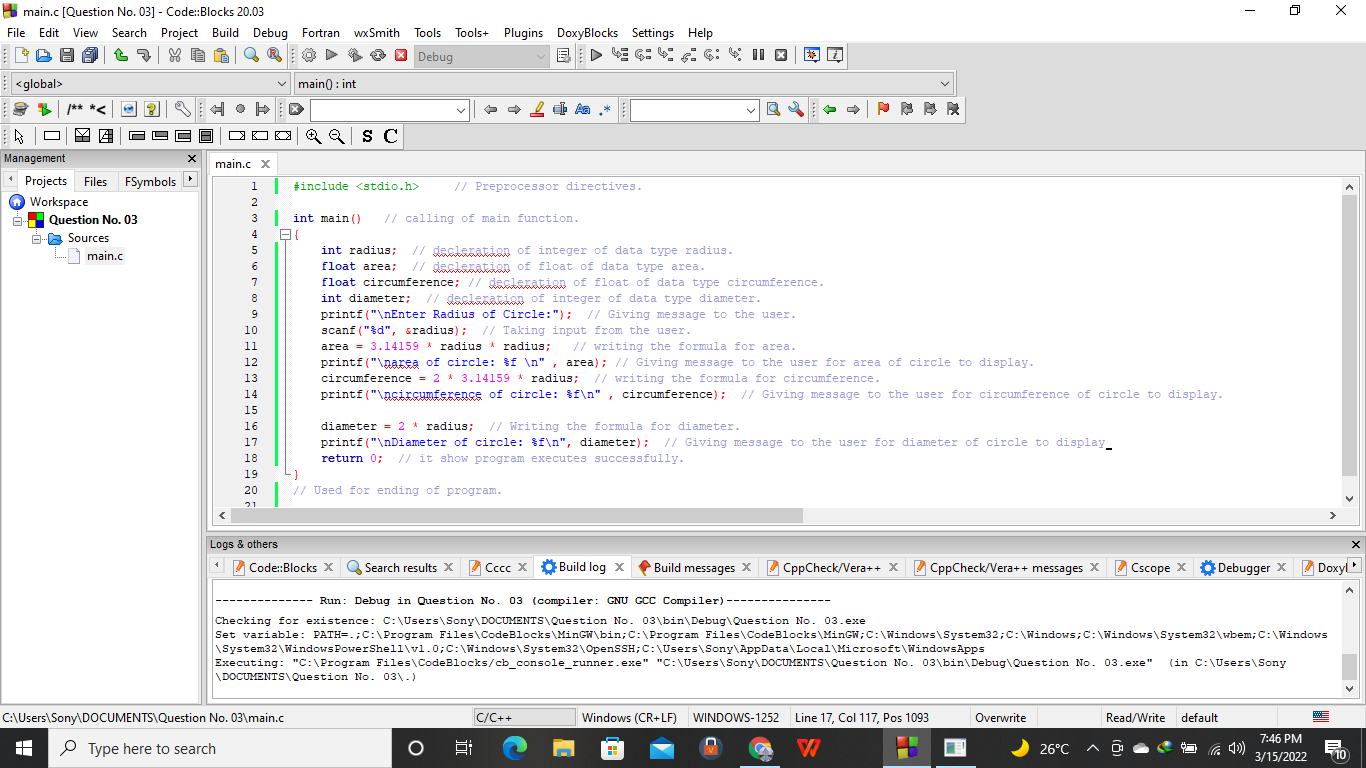 main.c [Question No. 03] - Code::Blocks 20.03
File Edit View Search Project Build Debug Fortran wxSmith Tools Tools+ Plugins DoxyBlocks Settings Help
Debug
<global> main() : int
/** *<
Aa .*
S C
Management
Projects Files FSymbols
Workspace
Question No. 03
Sources
main.c
main.c
1 #include <stdio.h> // Preprocessor directives.
2
3 int main() // calling of main function.
4 {
5 int radius; // decleration of integer of data type radius.
6 float area; // decleration of float of data type area.
7 float circumference; // decleration of float of data type circumference.
8 int diameter; // decleration of integer of data type diameter.
9 printf("\nEnter Radius of Circle:"); // Giving message to the user.
10 scanf("%d", &radius); // Taking input from the user.
11 area = 3.14159 * radius * radius; // writing the formula for area.
12 printf("\narea of circle: %f \n" , area); // Giving message to the user for area of circle to display.
13 circumference = 2 * 3.14159 * radius; // writing the formula for circumference.
14 printf("\ncircumference of circle: %f\n" , circumference); // Giving message to the user for circumference of circle to display.
15
16 diameter = 2 * radius; // Writing the formula for diameter.
17 printf("\nDiameter of circle: %f\n", diameter); // Giving message to the user for diameter of circle to display
18 return 0; // it show program executes successfully.
19 }
20 // Used for ending of program.
21
Logs & others
Code::Blocks Search results Cccc Build log Build messages CppCheck/Vera++ CppCheck/Vera++ messages Cscope Debugger Doxy
-------------- Run: Debug in Question No. 03 (compiler: GNU GCC Compiler)---------------
Checking for existence: C:\Users\Sony\DOCUMENTS\Question No. 03\bin\Debug\Question No. 03.exe
Set variable: PATH=.;C:\Program Files\CodeBlocks\MinGW\bin;C:\Program Files\CodeBlocks\MinGW;C:\Windows\System32;C:\Windows;C:\Windows\System32\wbem;C:\Windows
\System32\WindowsPowerShell\v1.0;C:\Windows\System32\OpenSSH;C:\Users\Sony\AppData\Local\Microsoft\WindowsApps
Executing: "C:\Program Files\CodeBlocks/cb_console_runner.exe" "C:\Users\Sony\DOCUMENTS\Question No. 03\bin\Debug\Question No. 03.exe" (in C:\Users\Sony
\DOCUMENTS\Question No. 03\.)
C:\Users\Sony\DOCUMENTS\Question No. 03\main.c C/C++ Windows (CR+LF) WINDOWS-1252 Line 17, Col 117, Pos 1093 Overwrite Read/Write default
Type here to search
26°C
7:46 PM
3/15/2022
10